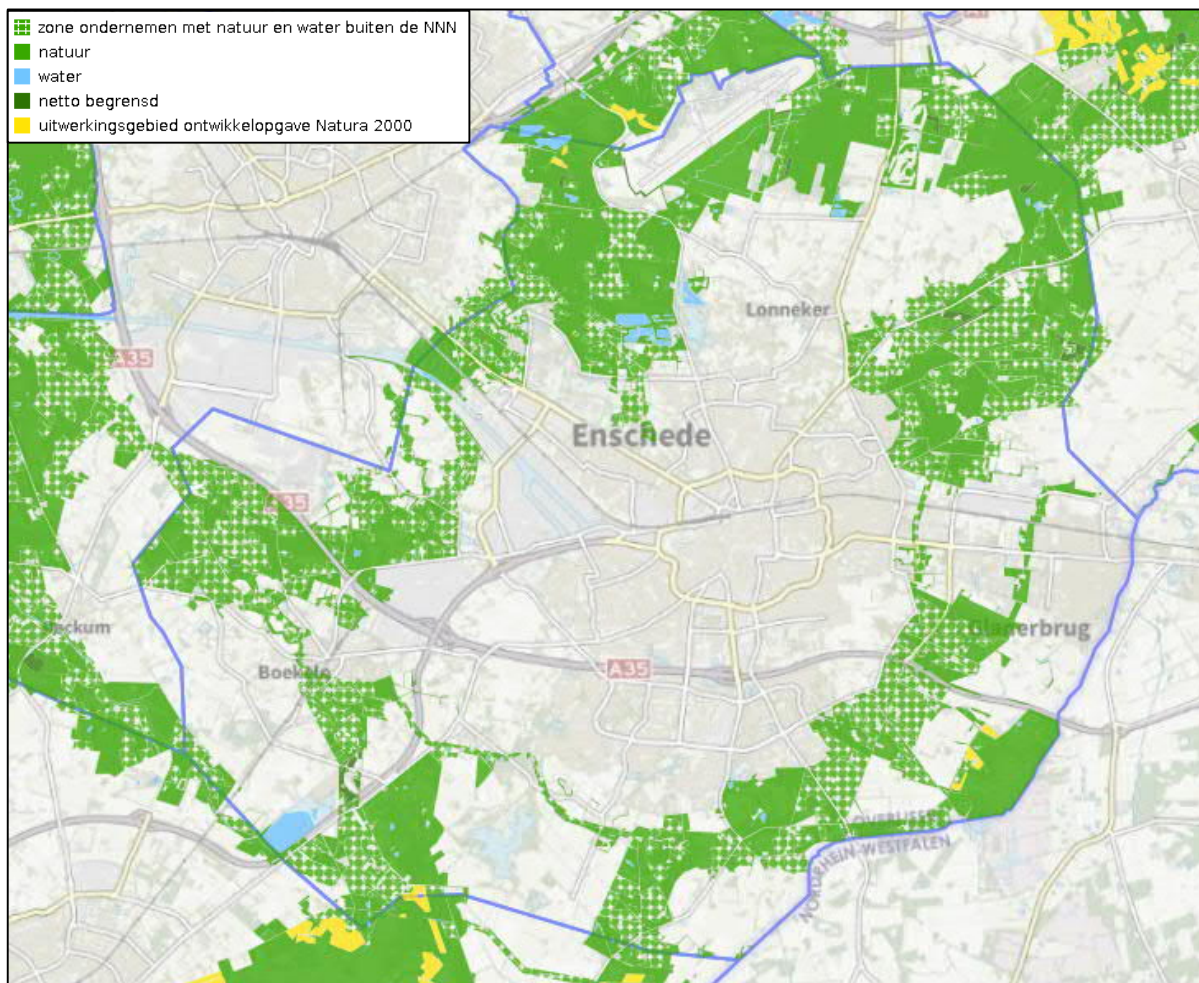 zone ondernemen met natuur en water buiten de NNN
natuur
water
netto begrensd
uitwerkingsgebied ontwikkelopgave Natura 2000
Lonneker
A35
Enschede
A35
Glanerbrug
Boekelo
A35
OVERIJSSEL
NORDRHEIN-WESTFALEN